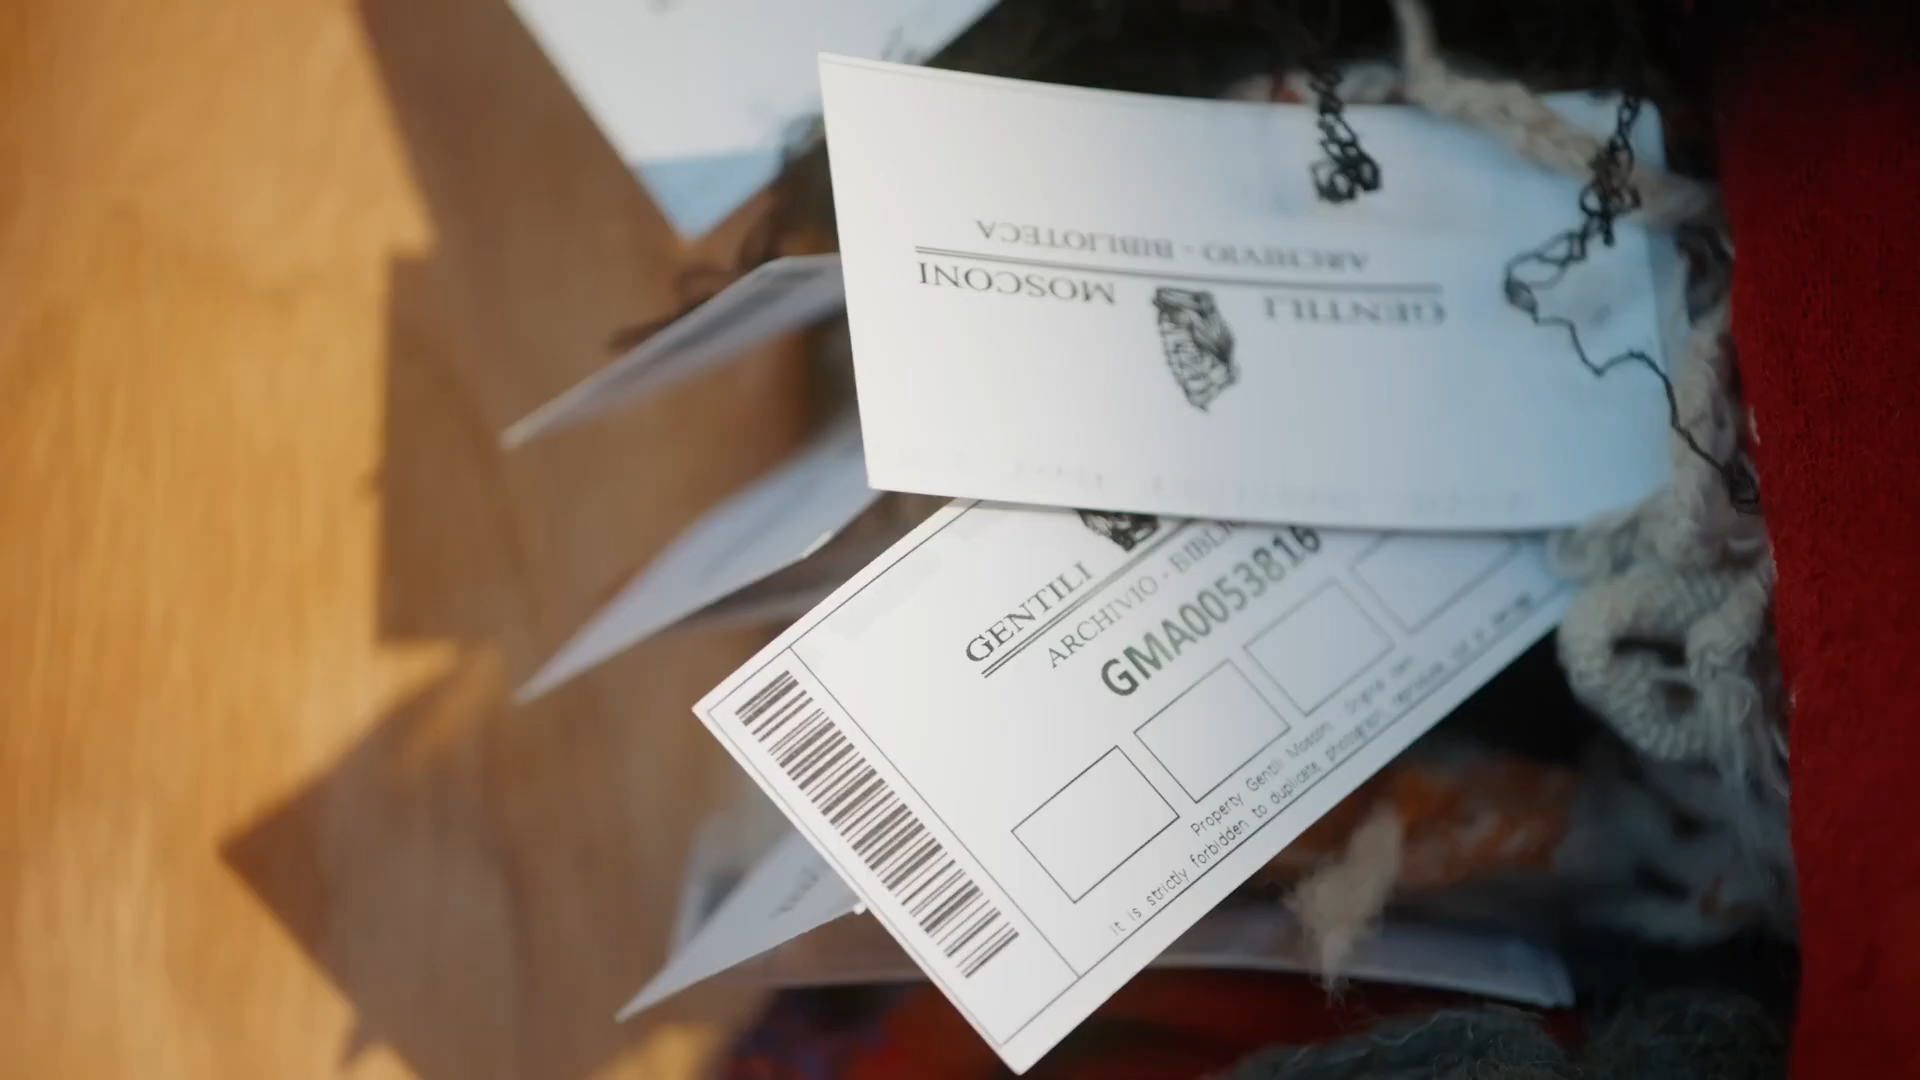 GENTILI MOSCONI
ARCHIVIO - BIBLIOTECA
GENTILI
ARCHIVIO - BIBLIO
GMA0053816
Property Gentili Mosconi. Original item.
It is strictly forbidden to duplicate, photograph, reproduce